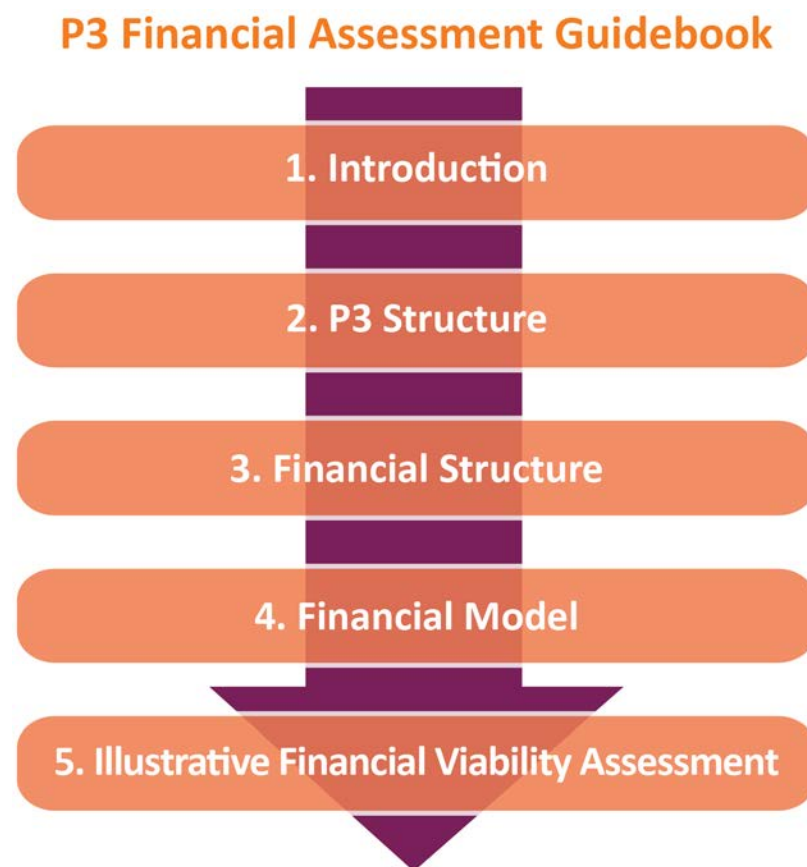 P3 Financial Assessment Guidebook
1. Introduction
2. P3 Structure
3. Financial Structure
4. Financial Model
5. Illustrative Financial Viability Assessment